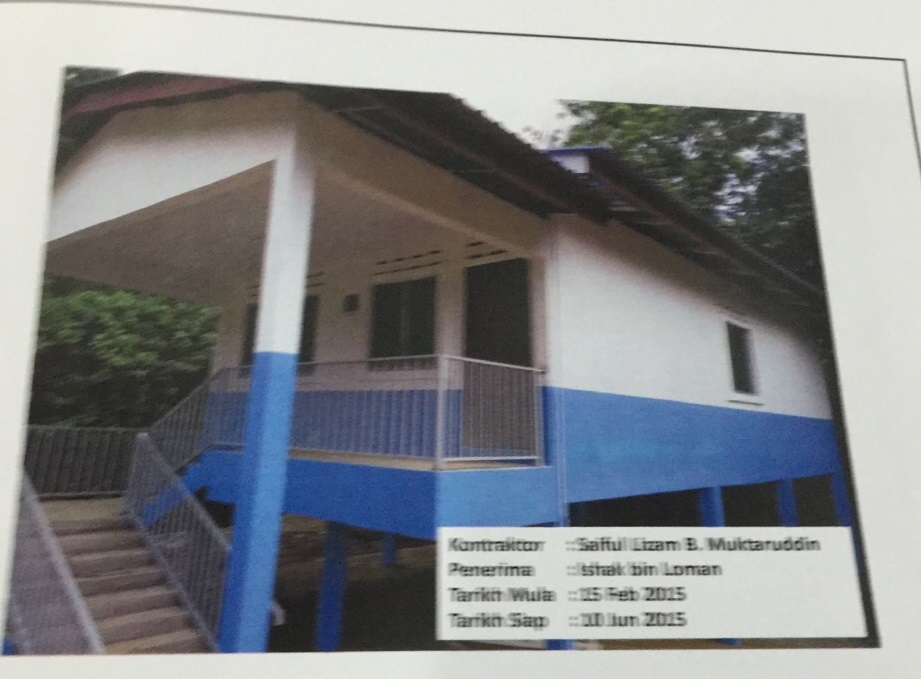 Kontraktor : Saiful Lizam B. Muktaruddin
Penerima : Ishak bin Loman
Tarikh Mula : 15 Feb 2015
Tarikh Siap : 10 Jun 2015